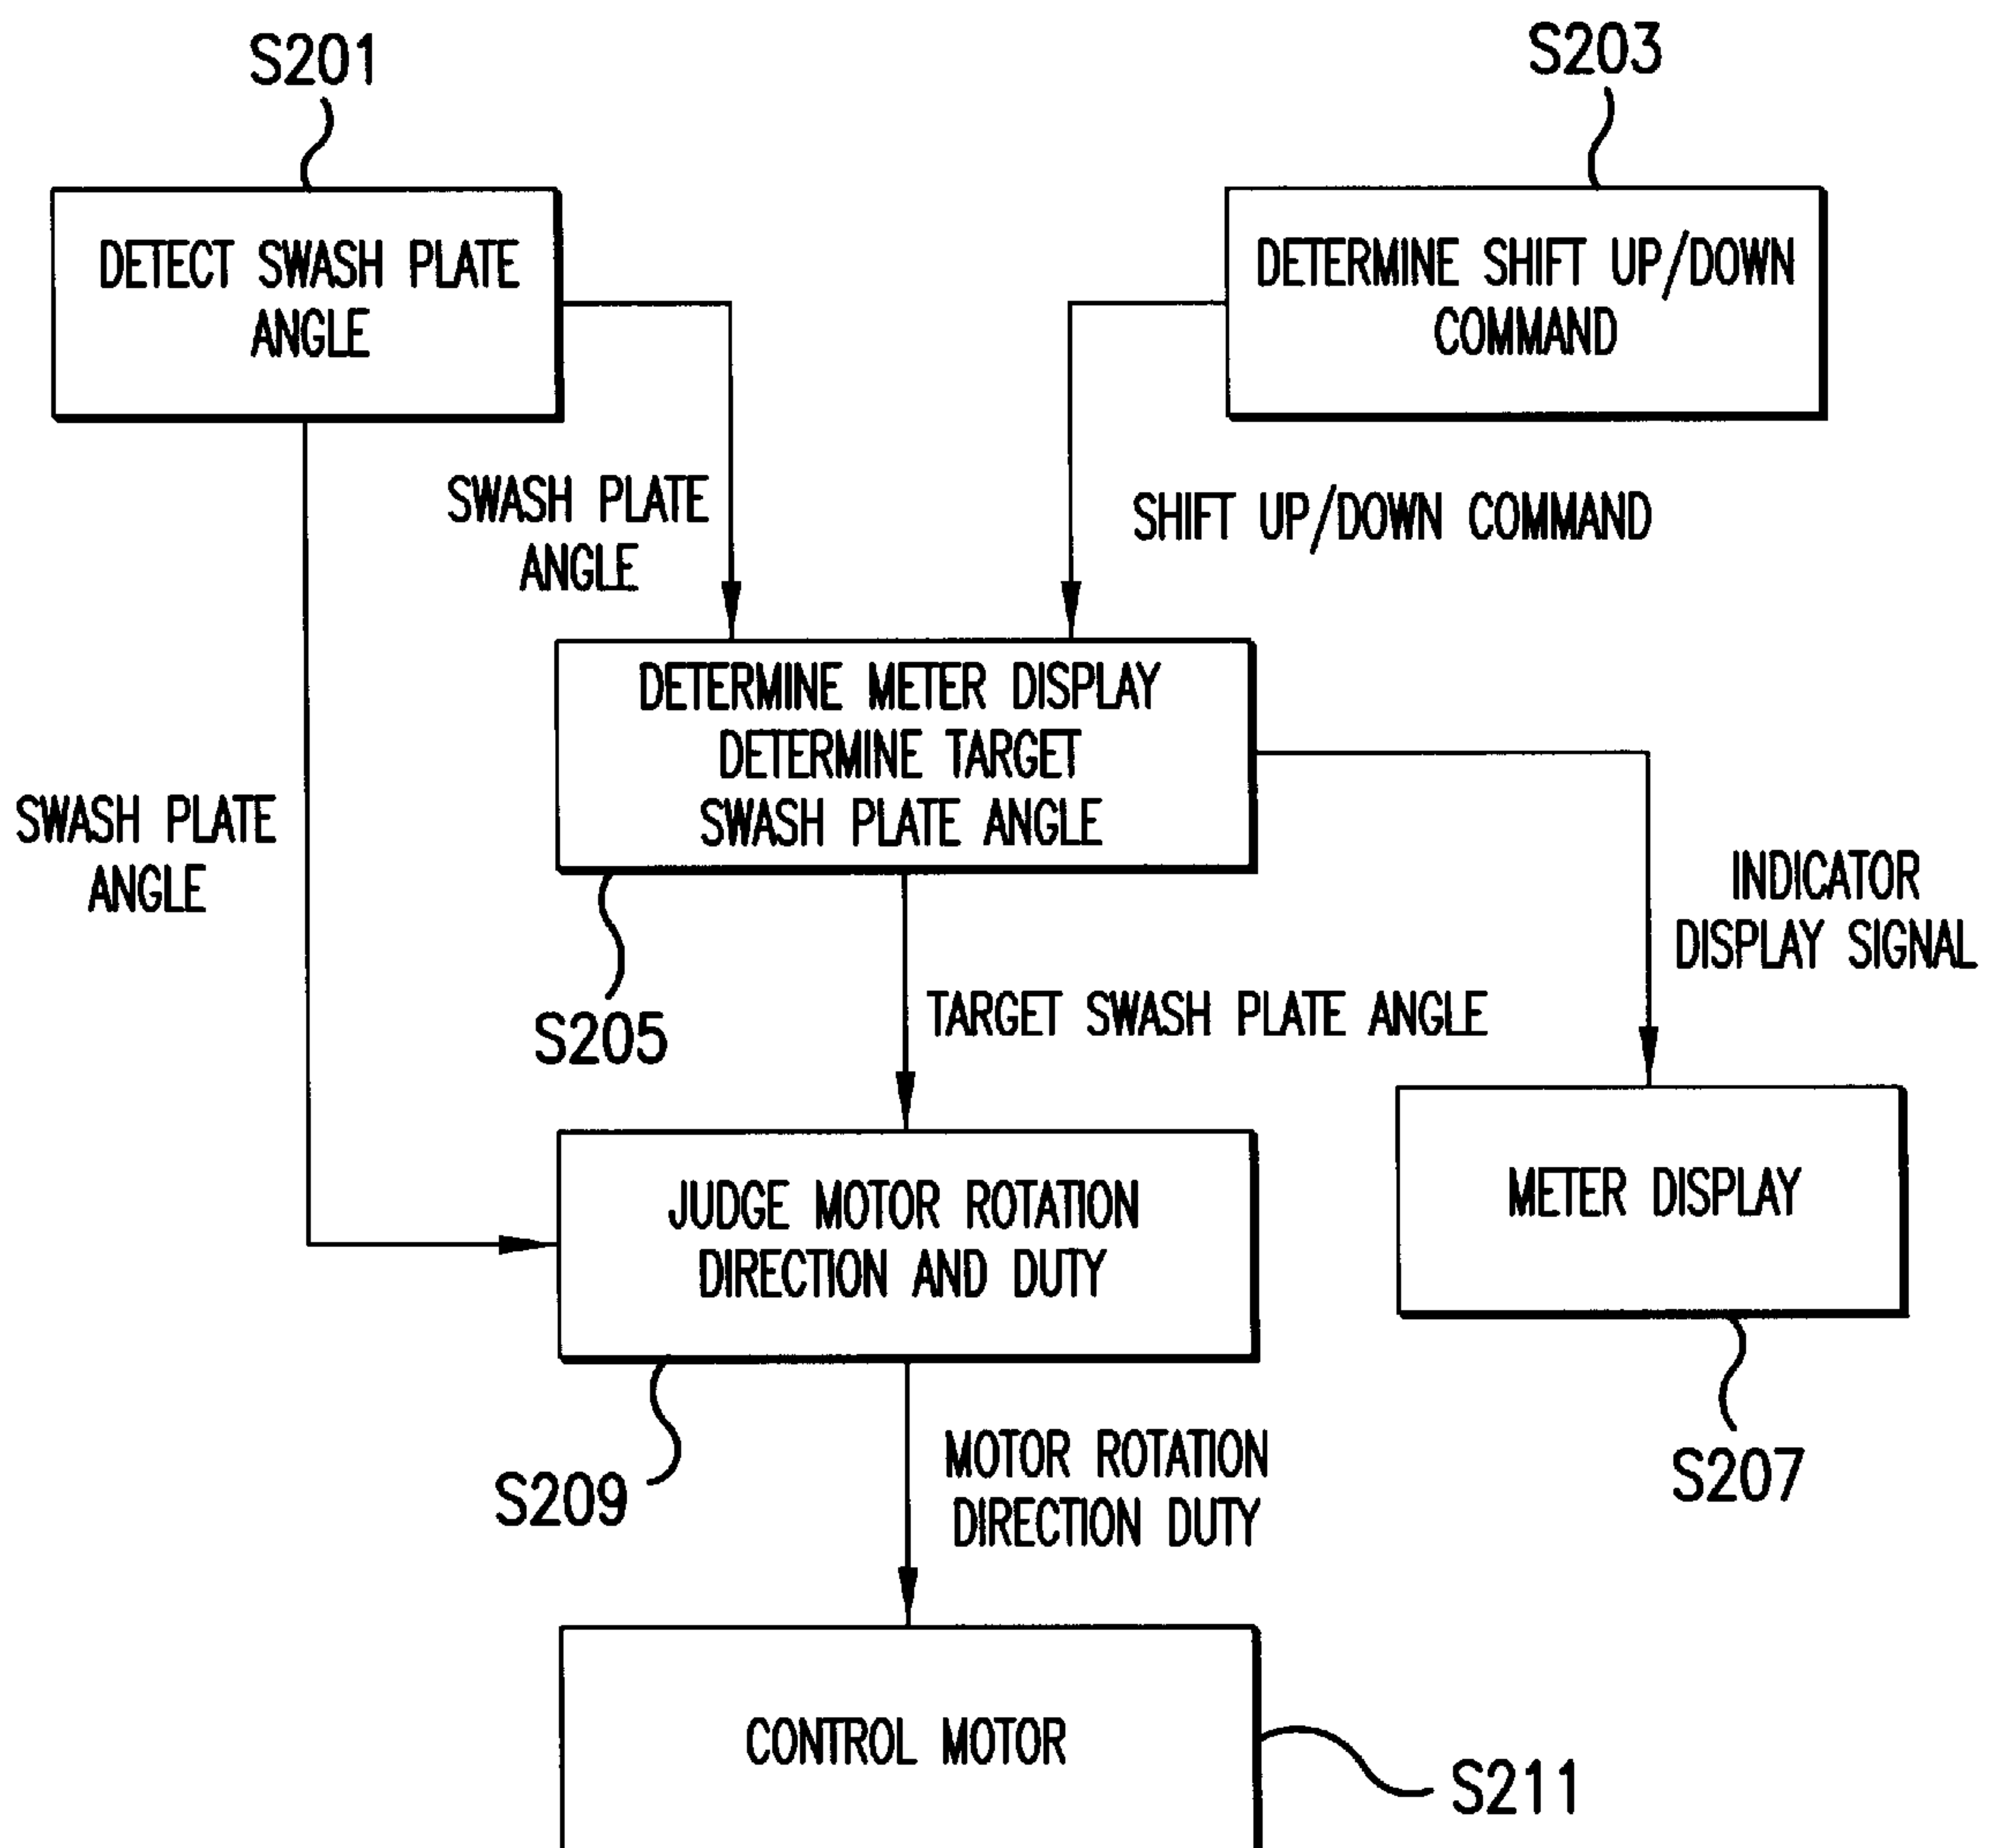 S201
S203
DETECT SWASH PLATE
ANGLE
DETERMINE SHIFT UP/DOWN
COMMAND
SWASH PLATE
ANGLE
SHIFT UP/DOWN COMMAND
DETERMINE METER DISPLAY
DETERMINE TARGET
SWASH PLATE ANGLE
SWASH PLATE
ANGLE
INDICATOR
DISPLAY SIGNAL
S205
TARGET SWASH PLATE ANGLE
JUDGE MOTOR ROTATION
DIRECTION AND DUTY
METER DISPLAY
S209
MOTOR ROTATION
DIRECTION DUTY
S207
CONTROL MOTOR
S211